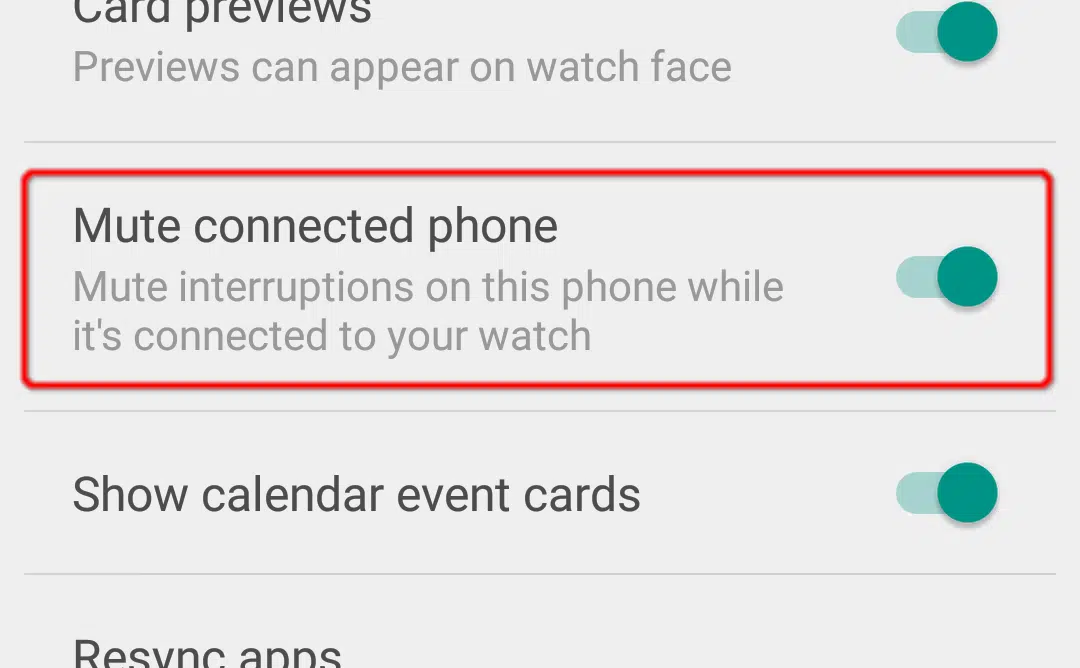 Card previews
Previews can appear on watch face
Mute connected phone
Mute interruptions on this phone while
it's connected to your watch
Show calendar event cards
Resync apps